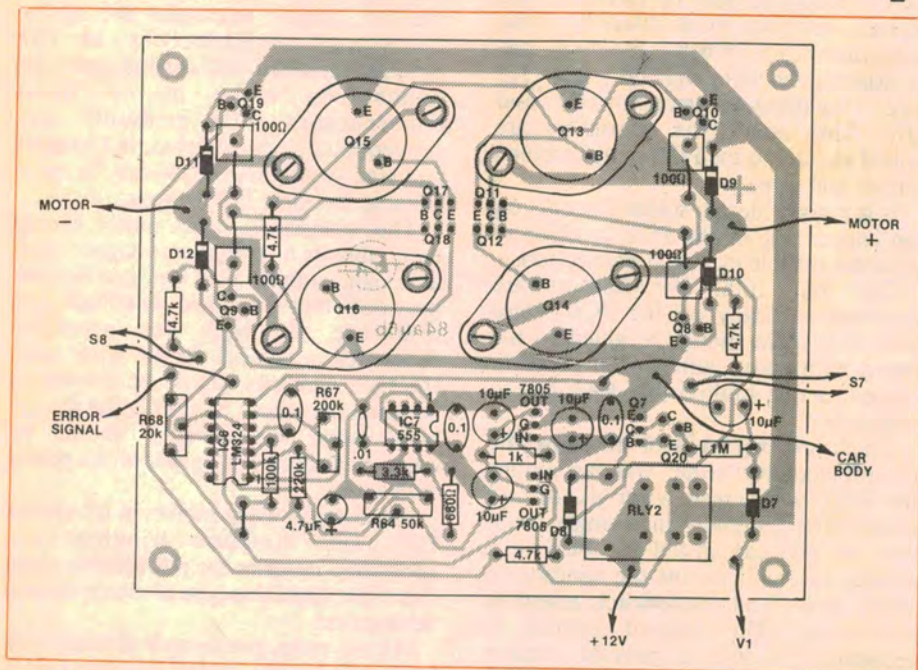 B E
Q19
C
100Ω
D11
E
Q15
B
E
Q13
B
E
B Q10
C
100Ω
D9
+
MOTOR
−
MOTOR
+
Q17
B C E
Q18
Q11
E C B
Q12
4.7k
D12
100Ω
100Ω
D10
4.7k
C
Q9 B
E
B
Q16
E
B
Q14
E
C
Q8 B
E
4.7k
84au6b
S8
S7
ERROR
SIGNAL
R68
20k
IC6
LM324
1
0.1
R67
200k
.01
IC7
555
1
0.1
10µF
7805
OUT
G
IN
10µF
0.1
Q7
E
C
B
C
B
E
Q20
+
10µF
CAR
BODY
100k
220k
3.3k
1k
1M
4.7µF
+
R64 50k
680Ω
10µF
+
IN
G
OUT
D8
RLY2
D7
4.7k
+12V
V1